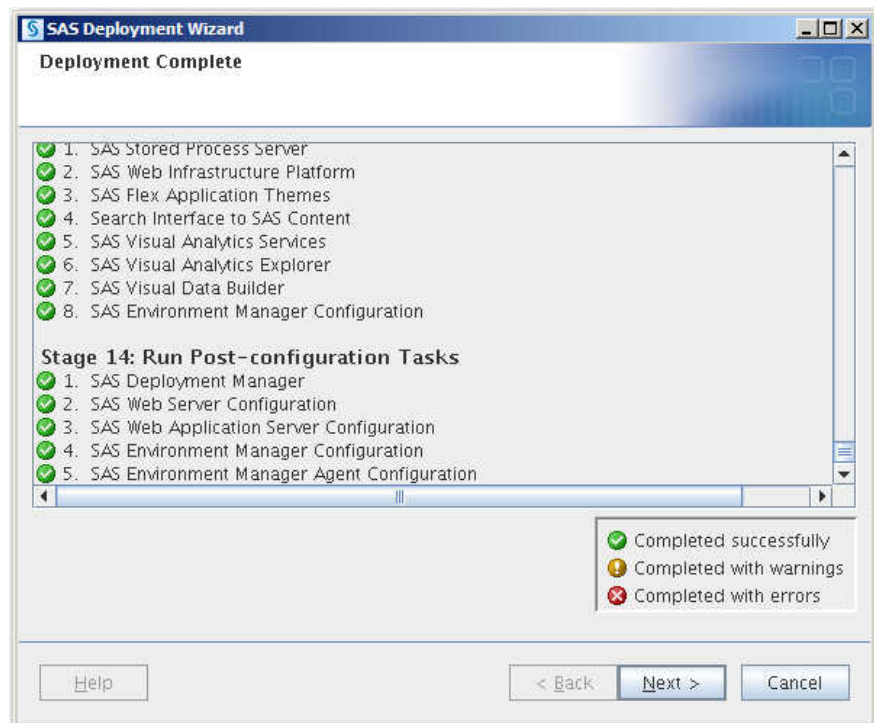 SAS Deployment Wizard
Deployment Complete
1. SAS Stored Process Server
2. SAS Web Infrastructure Platform
3. SAS Flex Application Themes
4. Search Interface to SAS Content
5. SAS Visual Analytics Services
6. SAS Visual Analytics Explorer
7. SAS Visual Data Builder
8. SAS Environment Manager Configuration
Stage 14: Run Post-configuration Tasks
1. SAS Deployment Manager
2. SAS Web Server Configuration
3. SAS Web Application Server Configuration
4. SAS Environment Manager Configuration
5. SAS Environment Manager Agent Configuration
Completed successfully
Completed with warnings
Completed with errors
Help
< Back
Next >
Cancel